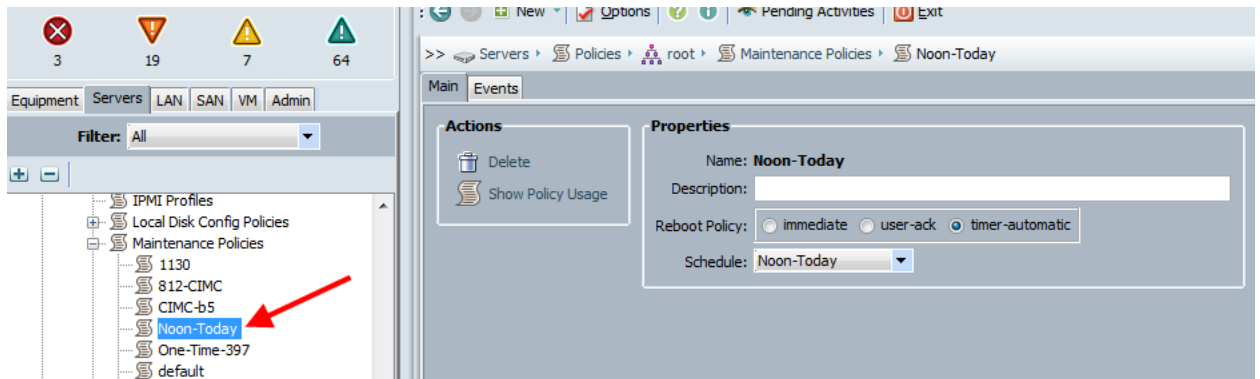 3 19 7 64
Equipment Servers LAN SAN VM Admin
Filter: All
IPMI Profiles
Local Disk Config Policies
Maintenance Policies
1130
812-CIMC
CIMC-b5
Noon-Today
One-Time-397
default
New Options ? i Pending Activities Exit
>> Servers Policies root Maintenance Policies Noon-Today
Main Events
Actions
Delete
Show Policy Usage
Properties
Name: Noon-Today
Description:
Reboot Policy: immediate user-ack timer-automatic
Schedule: Noon-Today